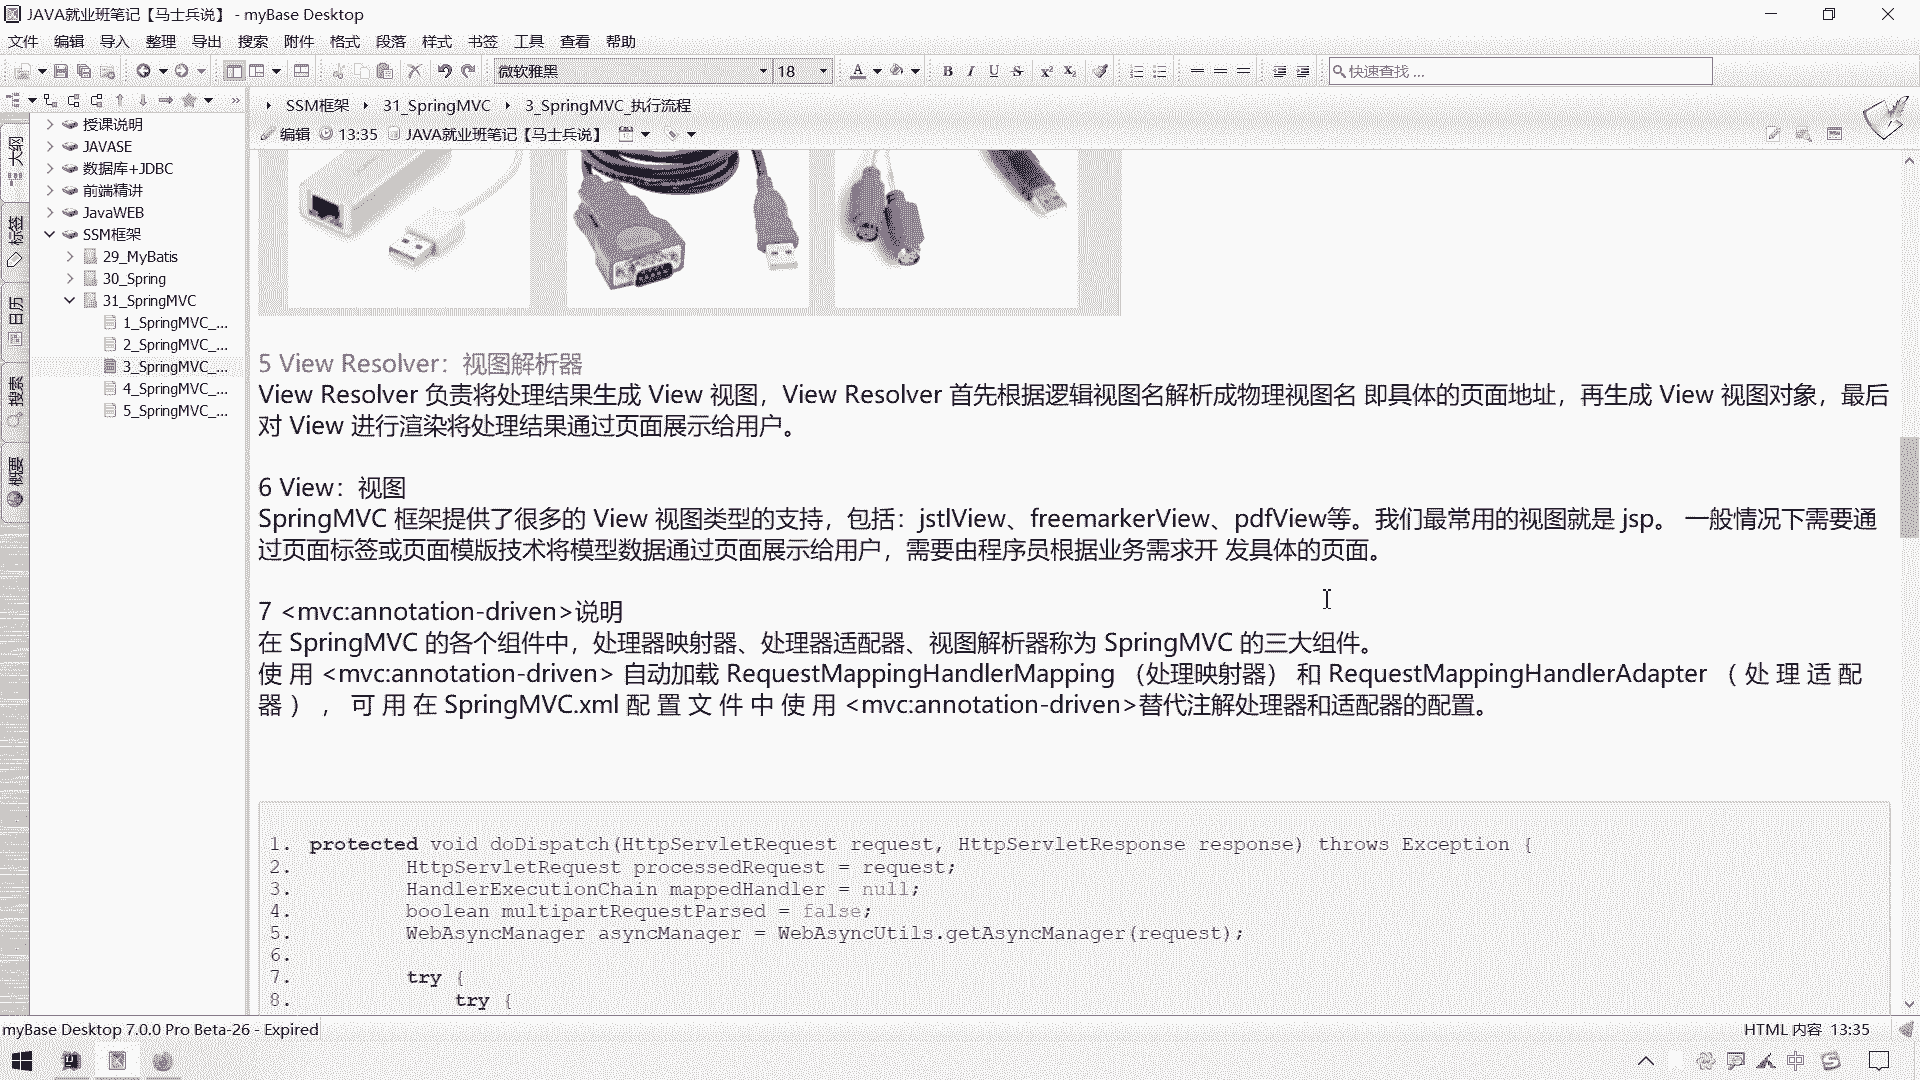 JAVA就业班笔记【马士兵说】 - myBase Desktop
文件 编辑 导入 整理 导出 搜索 附件 格式 段落 样式 书签 工具 查看 帮助
微软雅黑 18 A B I U S x² X₂ 快速查找 ...
SSM框架 31_SpringMVC 3_SpringMVC_执行流程
编辑 13:35 JAVA就业班笔记【马士兵说】
大纲
标签
日历
搜索
概要
授课说明
JAVASE
数据库+JDBC
前端精讲
JavaWEB
SSM框架
29_MyBatis
30_Spring
31_SpringMVC
1_SpringMVC_...
2_SpringMVC_...
3_SpringMVC_...
4_SpringMVC_...
5_SpringMVC_...
5 View Resolver：视图解析器
View Resolver 负责将处理结果生成 View 视图，View Resolver 首先根据逻辑视图名解析成物理视图名 即具体的页面地址，再生成 View 视图对象，最后
对 View 进行渲染将处理结果通过页面展示给用户。
6 View：视图
SpringMVC 框架提供了很多的 View 视图类型的支持，包括：jstlView、freemarkerView、pdfView等。我们最常用的视图就是 jsp。 一般情况下需要通
过页面标签或页面模版技术将模型数据通过页面展示给用户，需要由程序员根据业务需求开 发具体的页面。
7 <mvc:annotation-driven>说明
在 SpringMVC 的各个组件中，处理器映射器、处理器适配器、视图解析器称为 SpringMVC 的三大组件。
使 用 <mvc:annotation-driven> 自动加载 RequestMappingHandlerMapping （处理映射器） 和 RequestMappingHandlerAdapter （ 处 理 适 配
器 ） ， 可 用 在 SpringMVC.xml 配 置 文 件 中 使 用 <mvc:annotation-driven>替代注解处理器和适配器的配置。
1. protected void doDispatch(HttpServletRequest request, HttpServletResponse response) throws Exception {
2. HttpServletRequest processedRequest = request;
3. HandlerExecutionChain mappedHandler = null;
4. boolean multipartRequestParsed = false;
5. WebAsyncManager asyncManager = WebAsyncUtils.getAsyncManager(request);
6.
7. try {
8. try {
myBase Desktop 7.0.0 Pro Beta-26 - Expired
HTML 内容 13:35
中